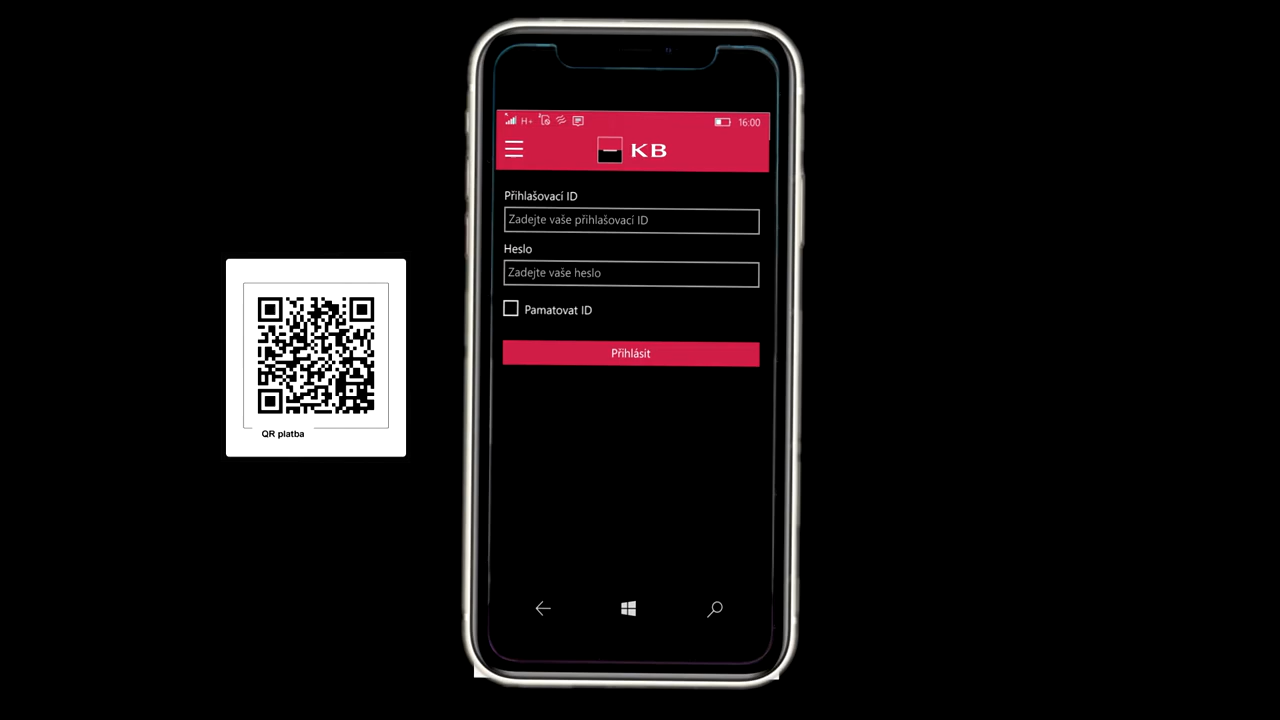 H+
16:00
KB
Přihlašovací ID
Zadejte vaše přihlašovací ID
Heslo
Zadejte vaše heslo
Pamatovat ID
Přihlásit
QR platba